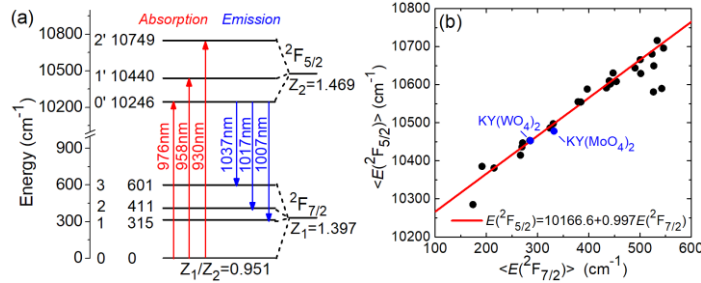 (a) Absorption Emission
2' 10749
10800
²F₅/₂
10500
1' 10440
Z₂=1.469
0' 10246
10200
Energy (cm⁻¹)
976nm
958nm
930nm
1037nm
1017nm
1007nm
900
600
3 601
2 411
²F₇/₂
300
1 315
Z₁=1.397
0
0 0
Z₁/Z₂=0.951
(b)
10800
10700
10600
10500
10400
10300
10200
<E(²F₅/₂)> (cm⁻¹)
KY(WO₄)₂
KY(MoO₄)₂
E(²F₅/₂)=10166.6+0.997E(²F₇/₂)
100 200 300 400 500 600
<E(²F₇/₂)> (cm⁻¹)